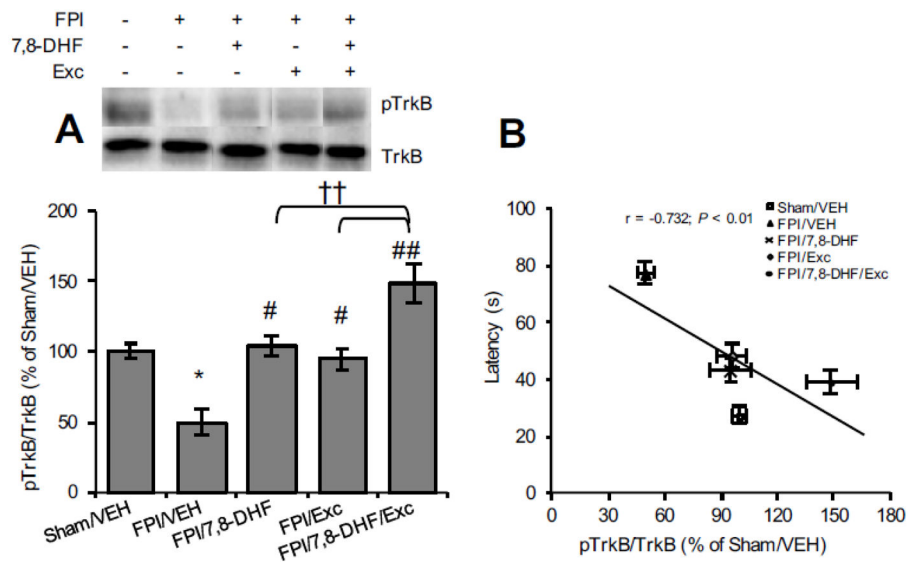 FPI - + + + +
7,8-DHF - - + - +
Exc - - - + +
A
pTrkB
TrkB
pTrkB/TrkB (% of Sham/VEH)
200
150
100
50
0
*
#
#
##
††
Sham/VEH
FPI/VEH
FPI/7,8-DHF
FPI/Exc
FPI/7,8-DHF/Exc
B
r = -0.732; P < 0.01
Sham/VEH
FPI/VEH
FPI/7,8-DHF
FPI/Exc
FPI/7,8-DHF/Exc
Latency (s)
100
80
60
40
20
0
0 30 60 90 120 150 180
pTrkB/TrkB (% of Sham/VEH)